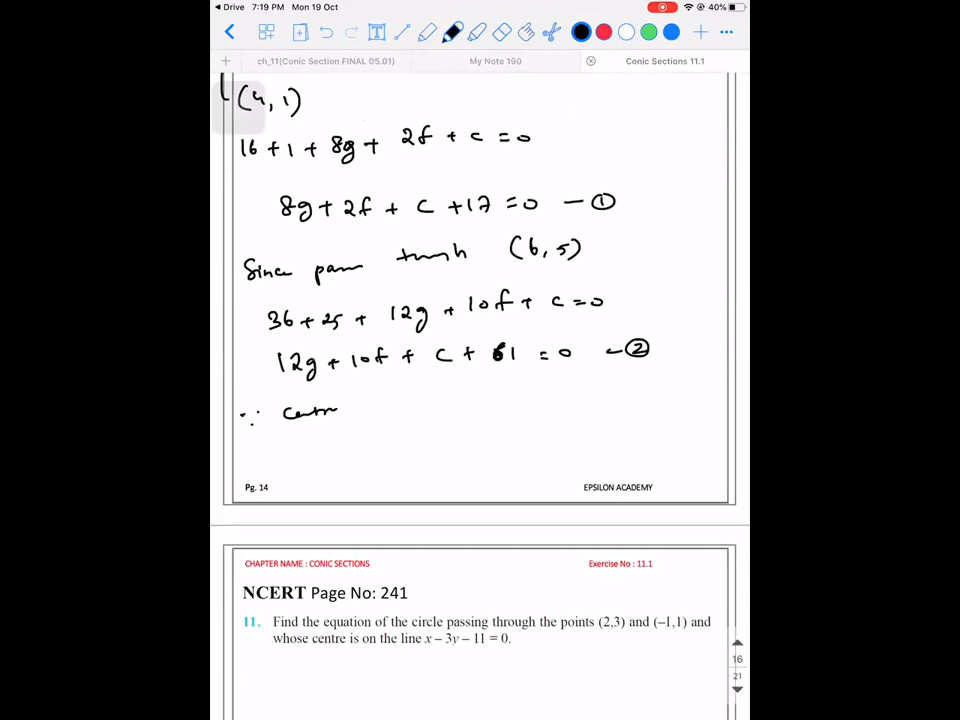 Drive 7:19 PM Mon 19 Oct 40%
ch_11(Conic Section FINAL 05.01) My Note 190 Conic Sections 11.1
(4, 1)
16 + 1 + 8g + 2f + c = 0
8g + 2f + c + 17 = 0 — ①
Since pass through (6, 5)
36 + 25 + 12g + 10f + c = 0
12g + 10f + c + 61 = 0 — ②
∵ centre
Pg. 14 EPSILON ACADEMY
CHAPTER NAME : CONIC SECTIONS Exercise No : 11.1
NCERT Page No: 241
11. Find the equation of the circle passing through the points (2,3) and (–1,1) and
whose centre is on the line x – 3y – 11 = 0.
16
21